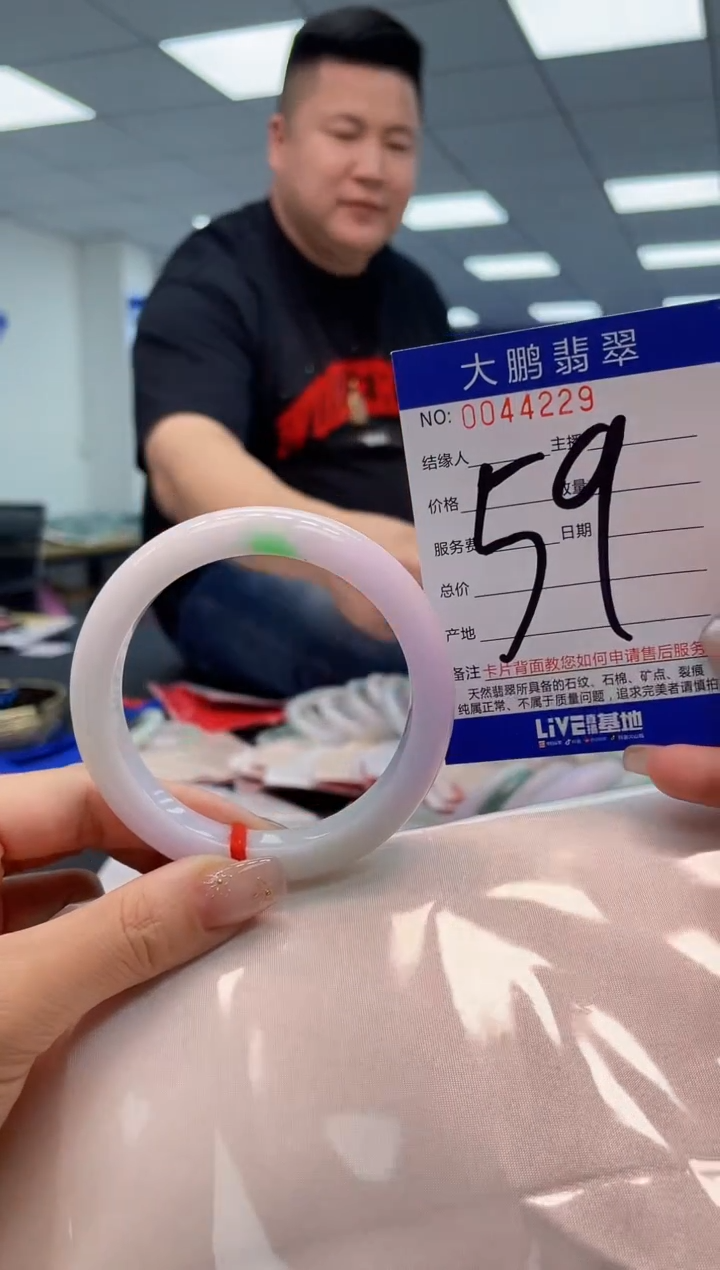 大鹏翡翠
NO: 0044229
结缘人 主播
价格 数量
服务费 日期
59
总价
产地
备注 卡片背面教您如何申请售后服务
天然翡翠所具备的石纹、石棉、矿点、裂痕
纯属正常、不属于质量问题，追求完美者请慎拍
LiVE 基地